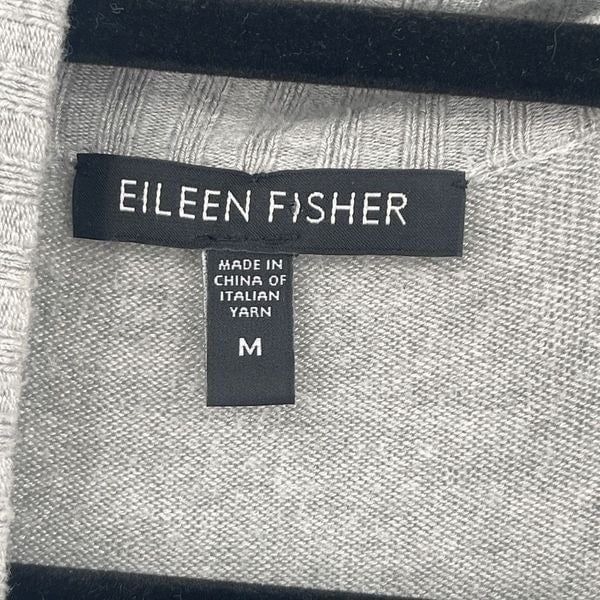 EILEEN FISHER
MADE IN
CHINA OF
ITALIAN
YARN
M